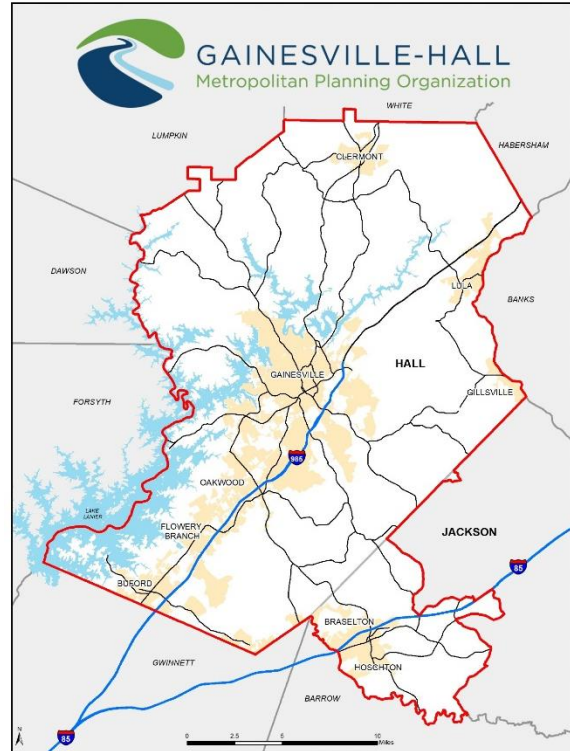 GAINESVILLE-HALL
Metropolitan Planning Organization
WHITE
LUMPKIN
HABERSHAM
CLERMONT
DAWSON
LULA
BANKS
HALL
GAINESVILLE
GILLSVILLE
FORSYTH
985
OAKWOOD
LAKE
LANIER
FLOWERY
BRANCH
JACKSON
85
BUFORD
BRASELTON
GWINNETT
HOSCHTON
BARROW
85
N
0 2.5 5 10
Miles